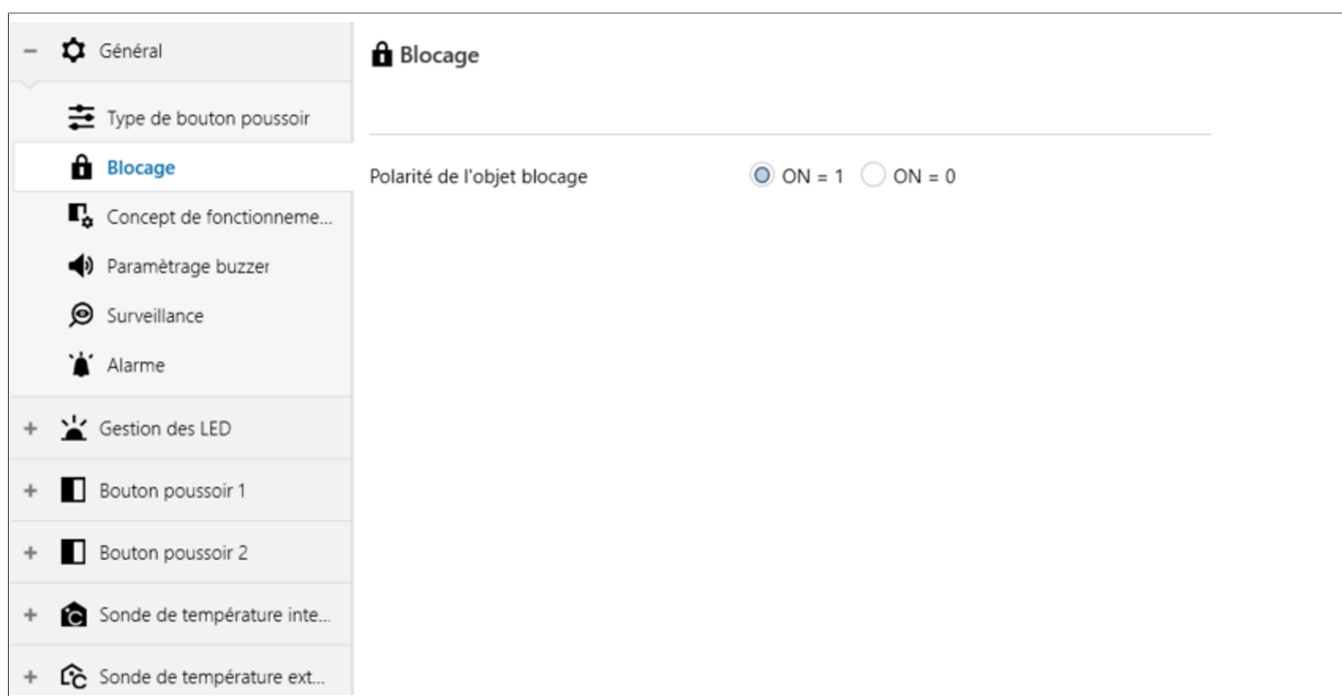 Général
Type de bouton poussoir
Blocage
Concept de fonctionneme...
Paramètrage buzzer
Surveillance
Alarme
Gestion des LED
Bouton poussoir 1
Bouton poussoir 2
Sonde de température inte...
Sonde de température ext...
Blocage
Polarité de l'objet blocage ON = 1 ON = 0